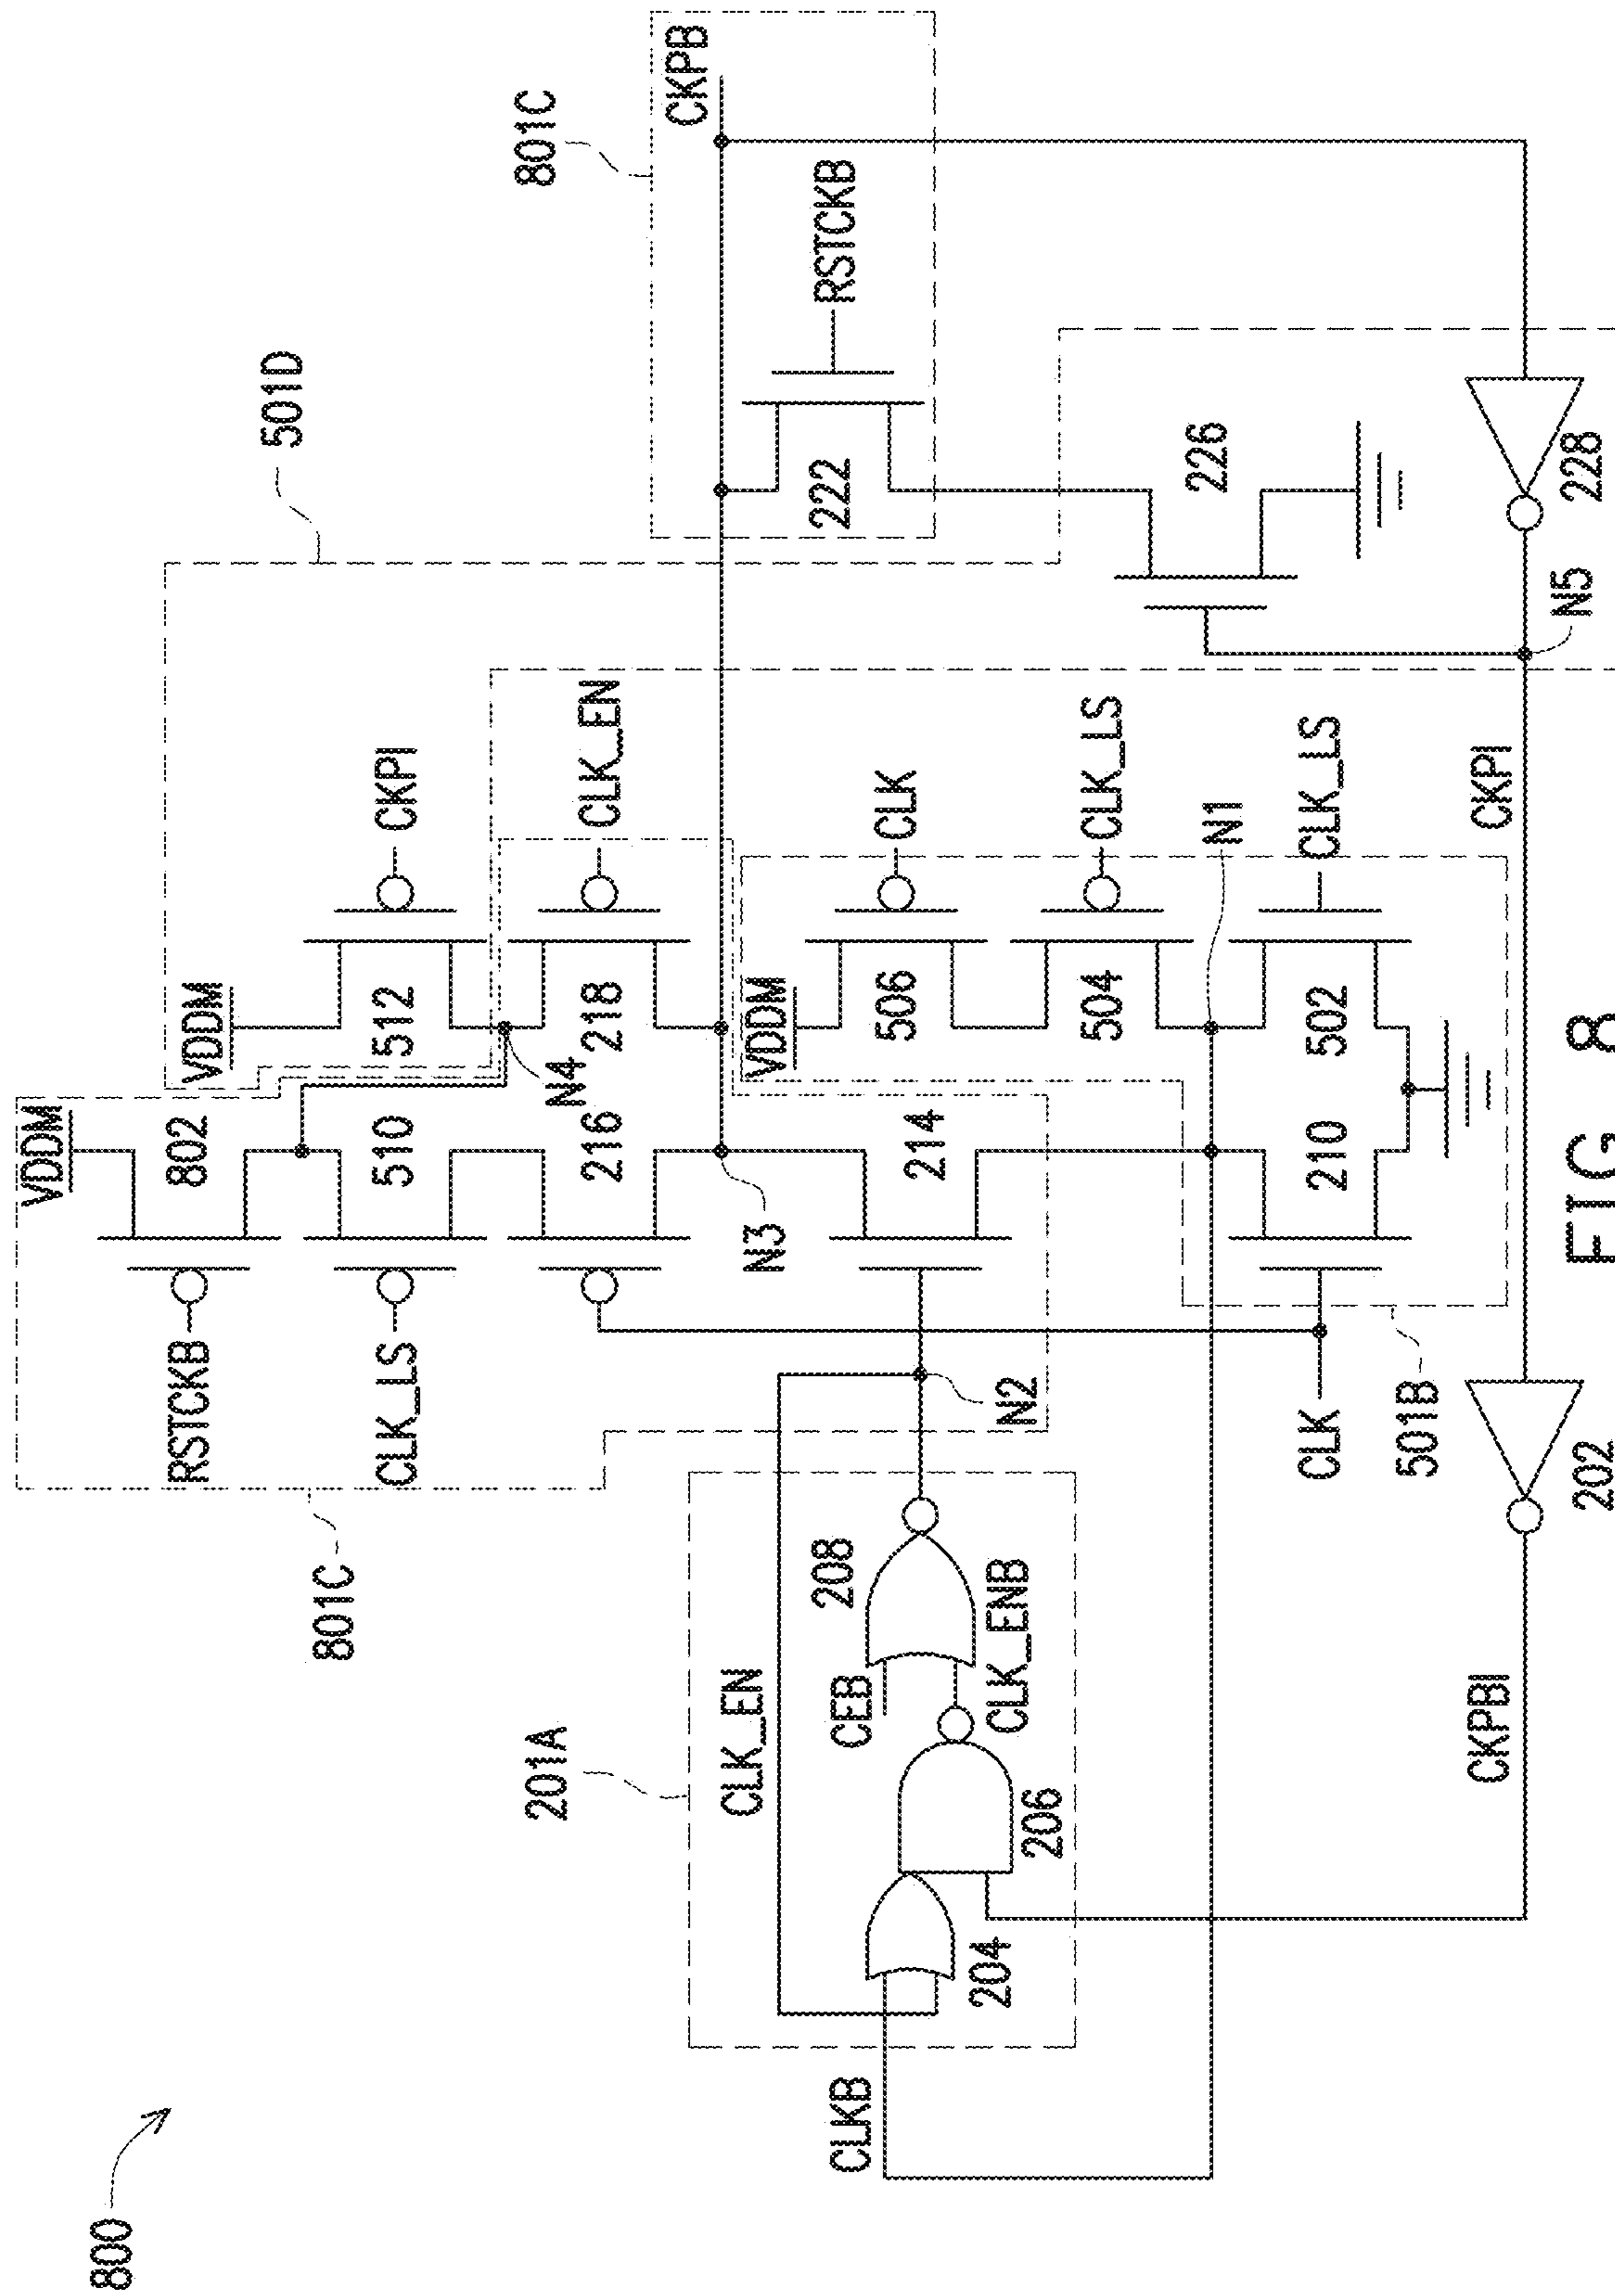 800
801C
501D
801C
VDDM
VDDM
CKPB
RSTCKB
802
512
CKPI
CLK_LS
510
N4
216
218
CLK_EN
RSTCKB
222
201A
CLK_EN
N3
VDDM
CEB
208
214
506
CLK
CLKB
CLK_ENB
N2
504
CLK_LS
204
206
226
N1
CLK
210
502
CLK_LS
501B
CKPBI
CKPI
N5
202
228
FIG 8